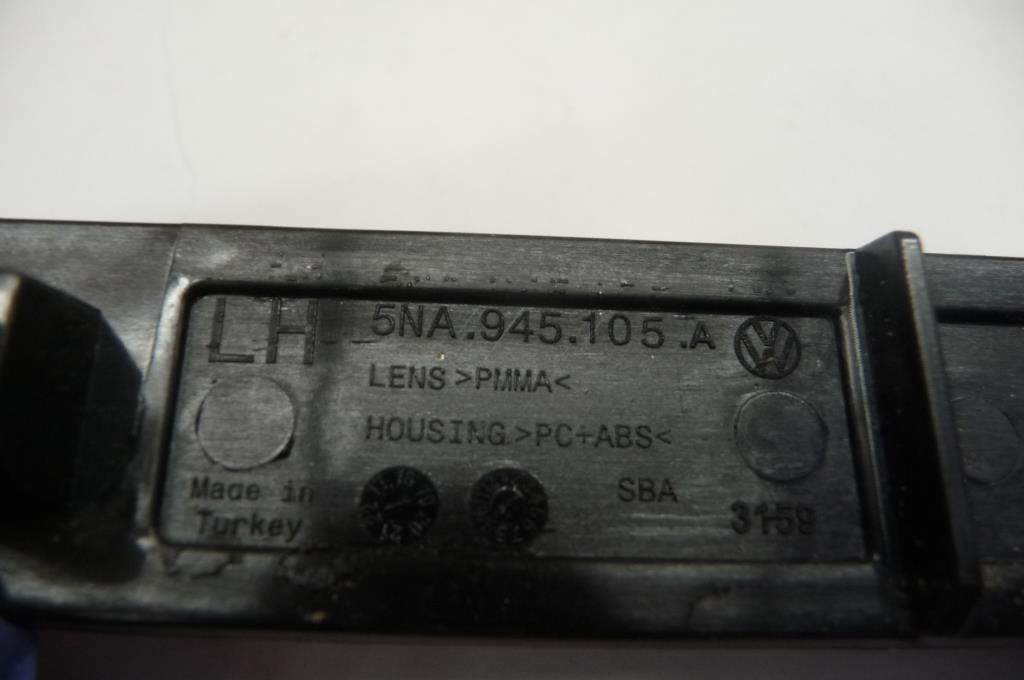 LH 5NA.945.105.A
LENS >PMMA<
HOUSING >PC+ABS<
Made in
Turkey
SBA
3159